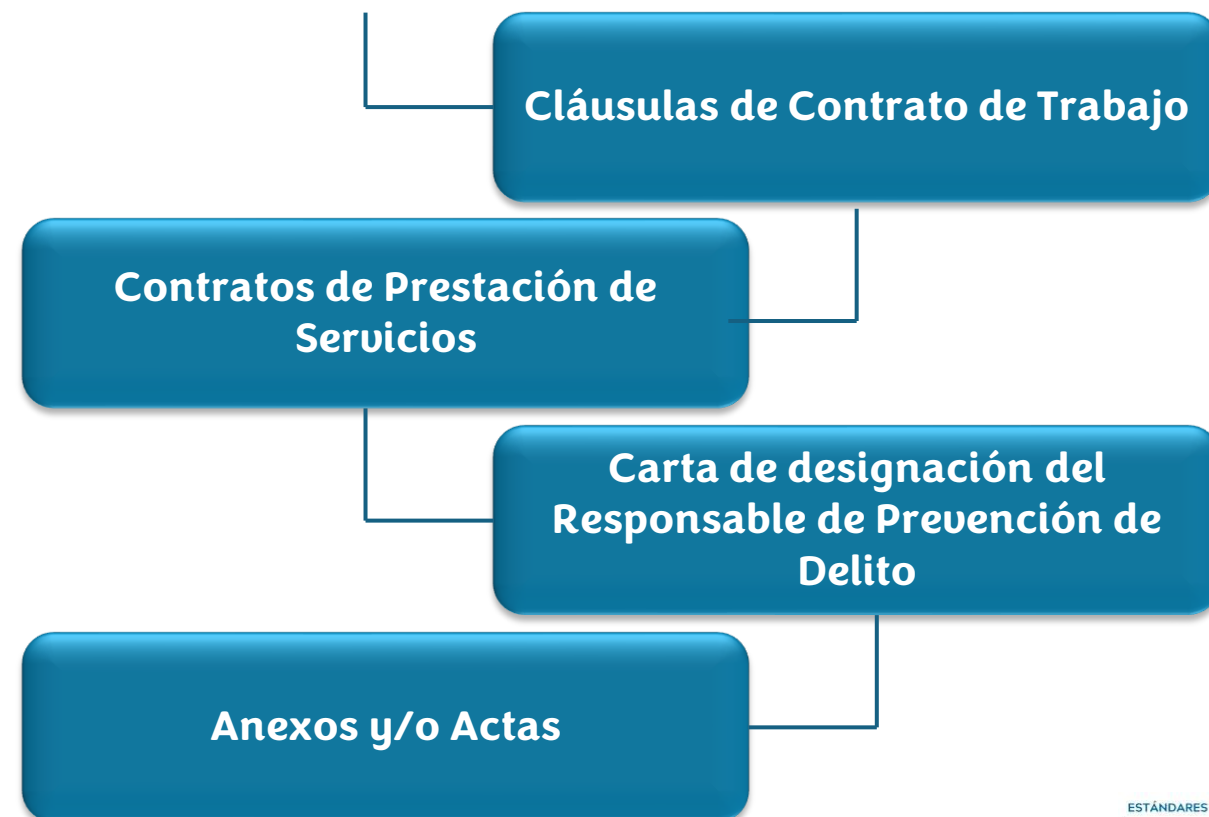 Cláusulas de Contrato de Trabajo
Contratos de Prestación de
Servicios
Carta de designación del
Responsable de Prevención de
Delito
Anexos y/o Actas
ESTÁNDARES